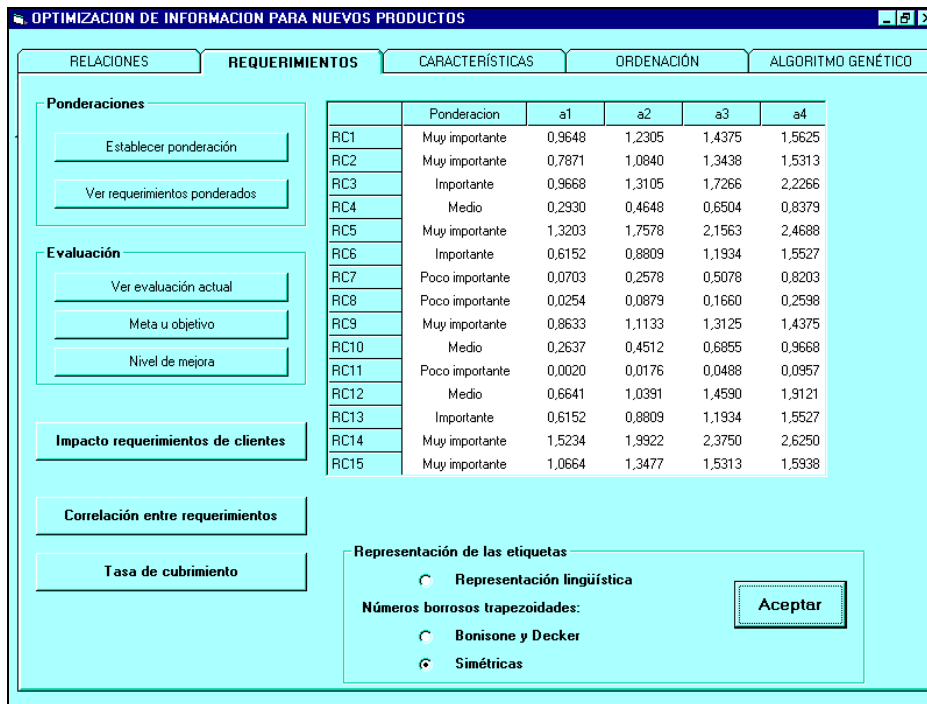 OPTIMIZACION DE INFORMACION PARA NUEVOS PRODUCTOS
RELACIONES REQUERIMIENTOS CARACTERÍSTICAS ORDENACIÓN ALGORITMO GENÉTICO
Ponderaciones
Establecer ponderación
Ver requerimientos ponderados
Evaluación
Ver evaluación actual
Meta u objetivo
Nivel de mejora
Impacto requerimientos de clientes
Correlación entre requerimientos
Tasa de cubrimiento
Ponderacion a1 a2 a3 a4
RC1 Muy importante 0,9648 1,2305 1,4375 1,5625
RC2 Muy importante 0,7871 1,0840 1,3438 1,5313
RC3 Importante 0,9668 1,3105 1,7266 2,2266
RC4 Medio 0,2930 0,4648 0,6504 0,8379
RC5 Muy importante 1,3203 1,7578 2,1563 2,4688
RC6 Importante 0,6152 0,8809 1,1934 1,5527
RC7 Poco importante 0,0703 0,2578 0,5078 0,8203
RC8 Poco importante 0,0254 0,0879 0,1660 0,2598
RC9 Muy importante 0,8633 1,1133 1,3125 1,4375
RC10 Medio 0,2637 0,4512 0,6855 0,9668
RC11 Poco importante 0,0020 0,0176 0,0488 0,0957
RC12 Medio 0,6641 1,0391 1,4590 1,9121
RC13 Importante 0,6152 0,8809 1,1934 1,5527
RC14 Muy importante 1,5234 1,9922 2,3750 2,6250
RC15 Muy importante 1,0664 1,3477 1,5313 1,5938
Representación de las etiquetas
Representación lingüística
Números borrosos trapezoidades:
Bonisone y Decker
Simétricas
Aceptar